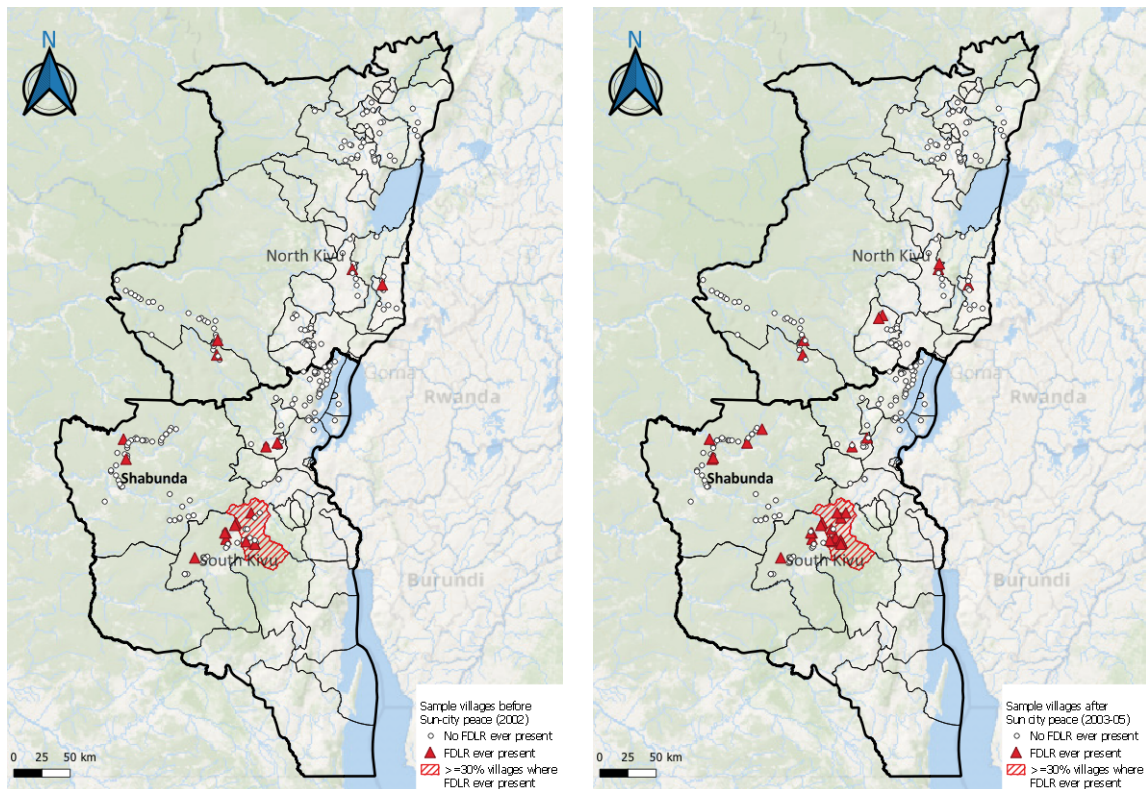 N
North Kivu
Goma
Rwanda
Shabunda
South Kivu
Burundi
Sample villages before
Sun-city peace (2002)
No FDLR ever present
FDLR ever present
>=30% villages where
FDLR ever present
0 25 50 km
N
North Kivu
Goma
Rwanda
Shabunda
South Kivu
Burundi
Sample villages after
Sun city peace (2003-05)
No FDLR ever present
FDLR ever present
>=30% villages where
FDLR ever present
0 25 50 km